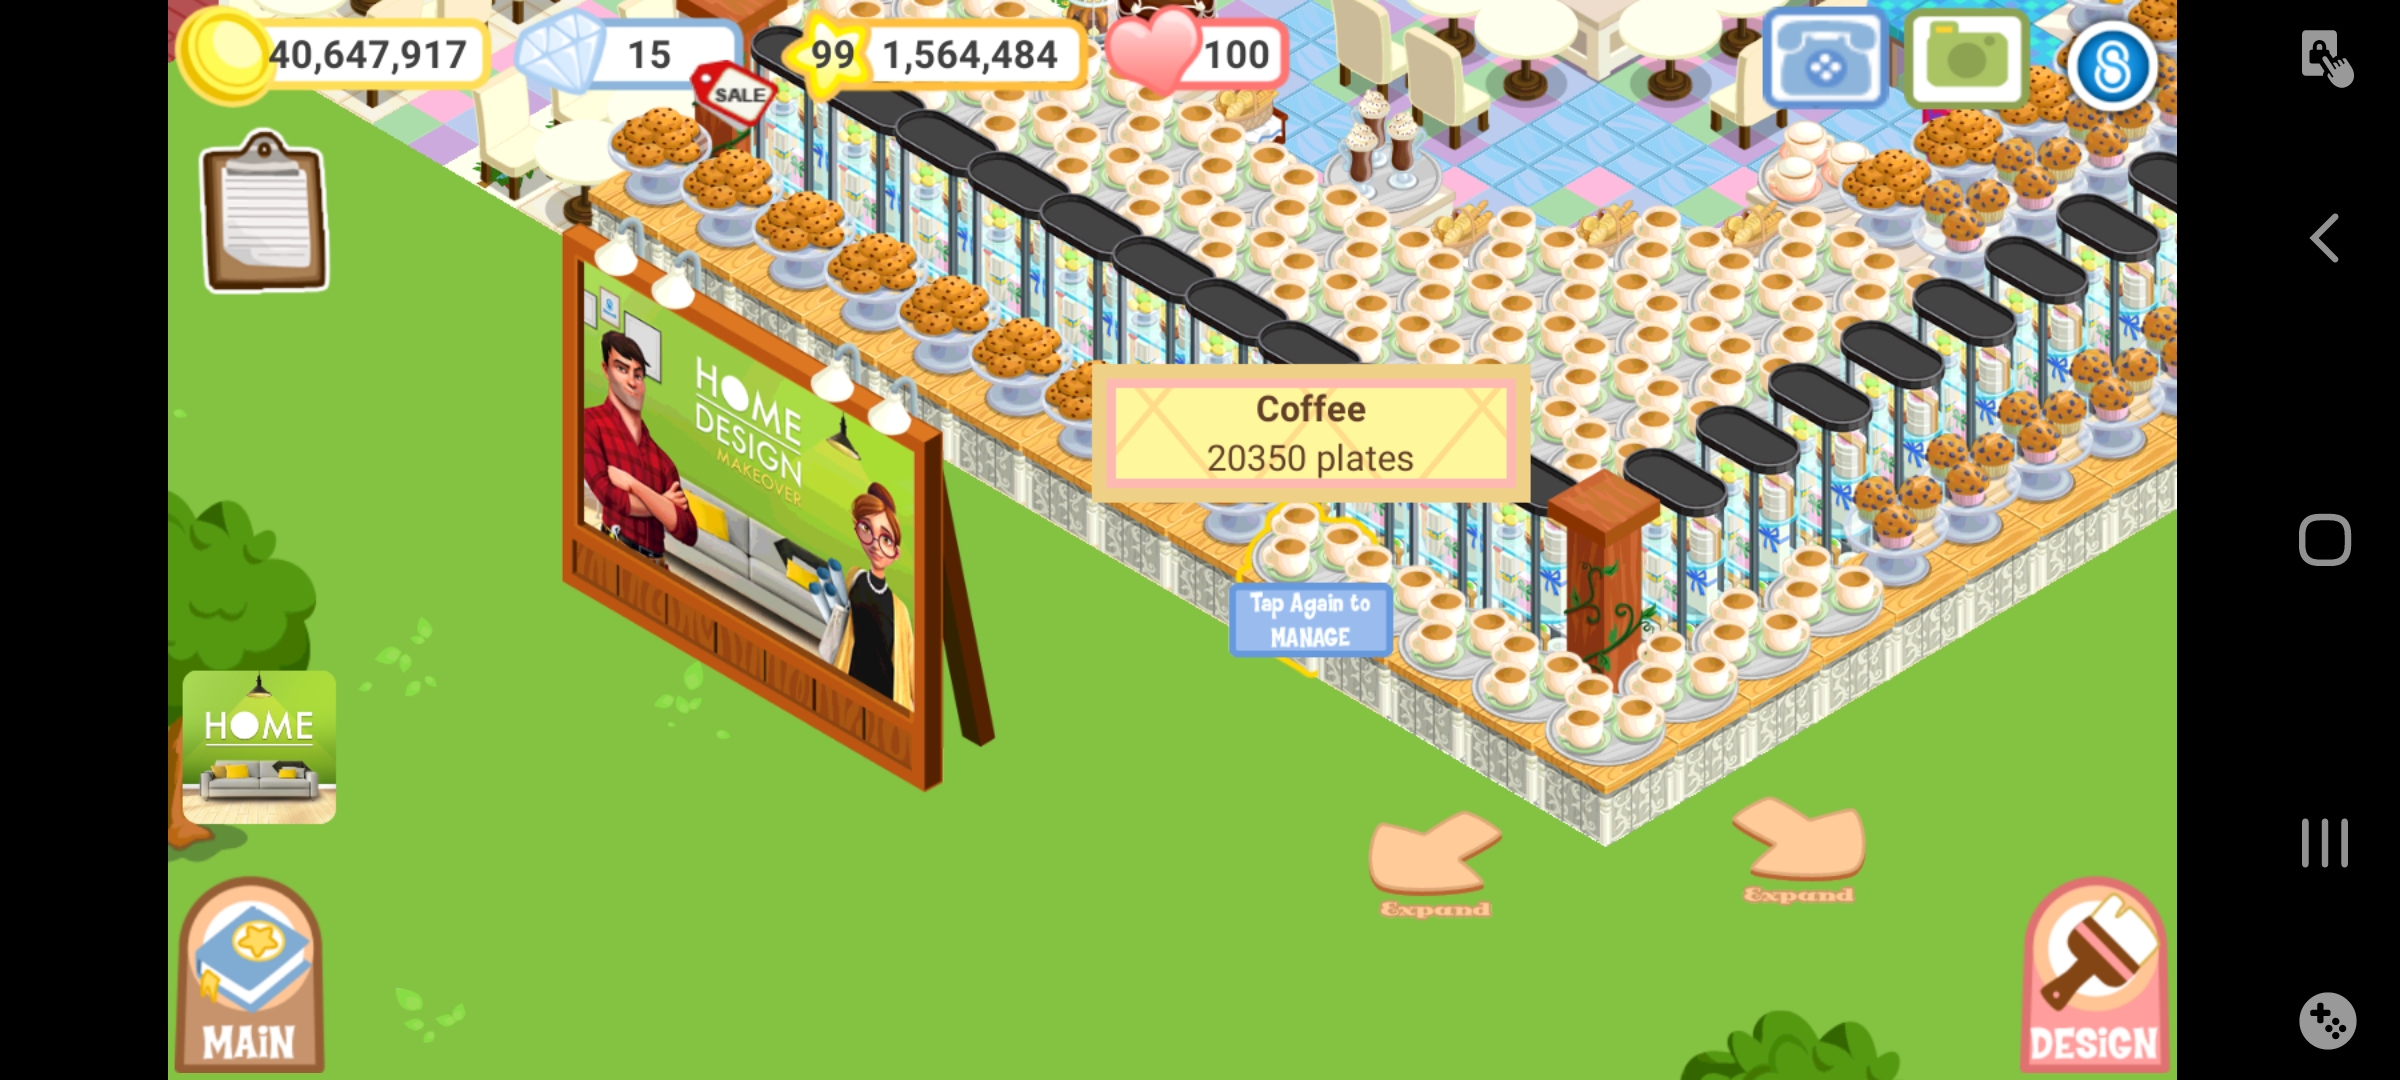 40,647,917
15
99
1,564,484
100
SALE
HOME
DESIGN
MAKEOVER
Coffee
20350 plates
Tap Again to
MANAGE
HOME
Expand
Expand
MAiN
DESiGN